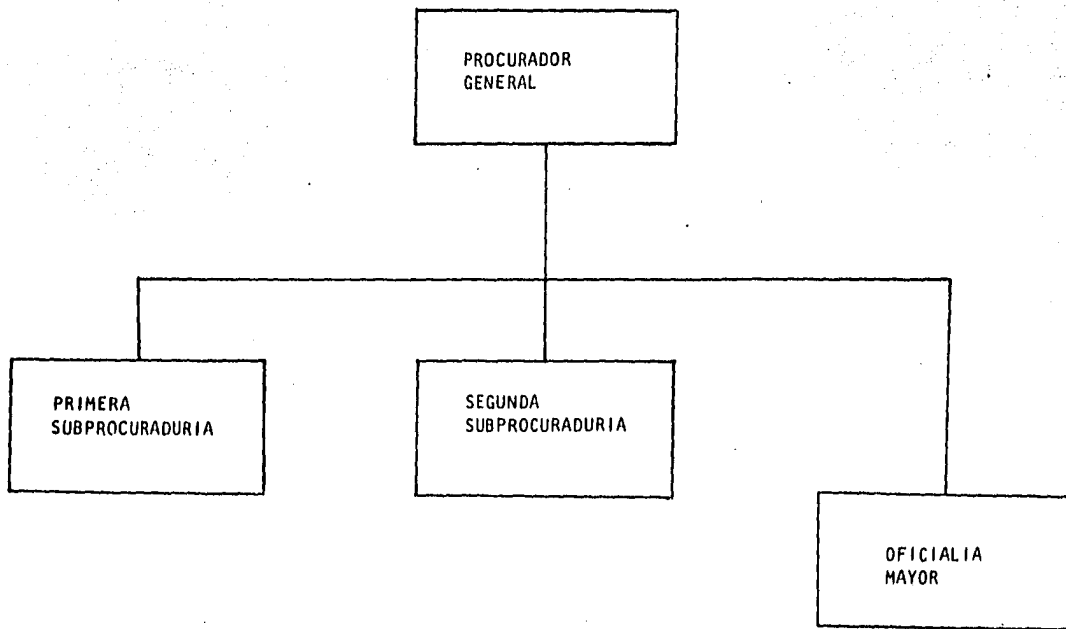 PROCURADOR
GENERAL
PRIMERA
SUBPROCURADURIA
SEGUNDA
SUBPROCURADURIA
OFICIALIA
MAYOR